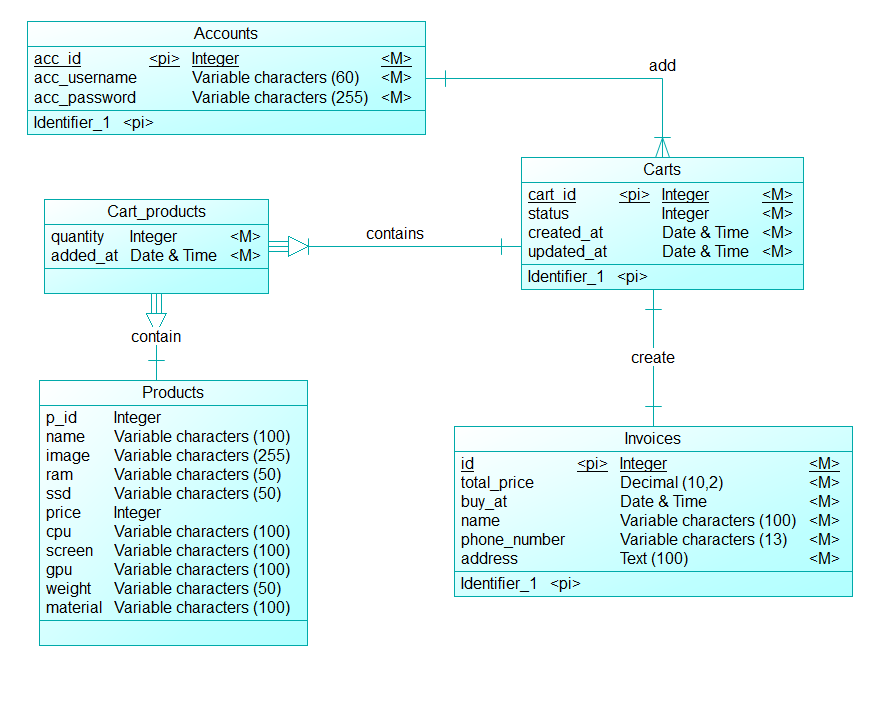 Accounts
acc_id <pi> Integer <M>
acc_username Variable characters (60) <M>
acc_password Variable characters (255) <M>
Identifier_1 <pi>
add
Carts
cart_id <pi> Integer <M>
status Integer <M>
created_at Date & Time <M>
updated_at Date & Time <M>
Identifier_1 <pi>
Cart_products
quantity Integer <M>
added_at Date & Time <M>
contains
contain
create
Products
p_id Integer
name Variable characters (100)
image Variable characters (255)
ram Variable characters (50)
ssd Variable characters (50)
price Integer
cpu Variable characters (100)
screen Variable characters (100)
gpu Variable characters (100)
weight Variable characters (50)
material Variable characters (100)
Invoices
id <pi> Integer <M>
total_price Decimal (10,2) <M>
buy_at Date & Time <M>
name Variable characters (100) <M>
phone_number Variable characters (13) <M>
address Text (100) <M>
Identifier_1 <pi>